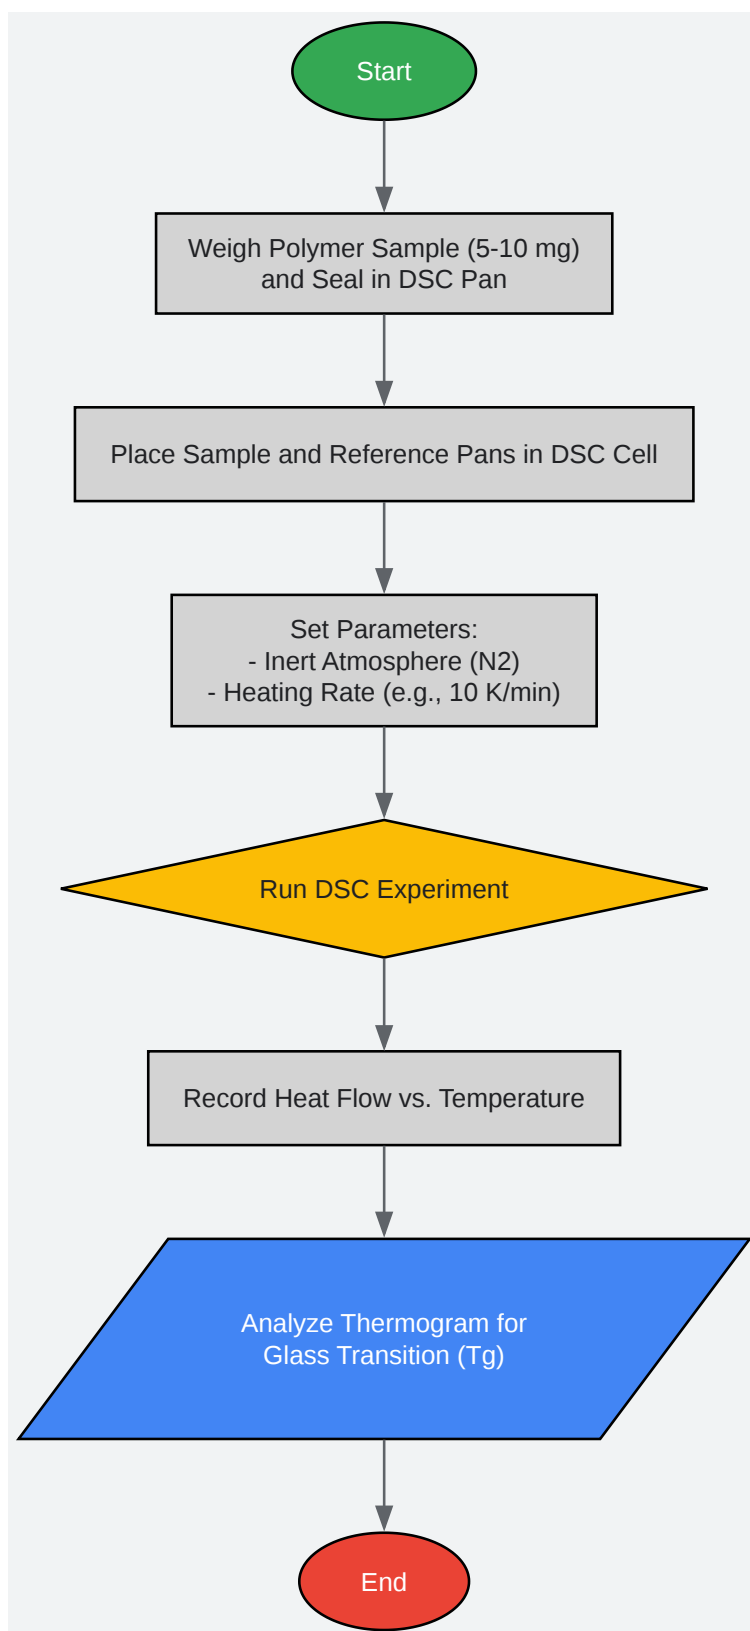 Start
Weigh Polymer Sample (5-10 mg)
and Seal in DSC Pan
Place Sample and Reference Pans in DSC Cell
Set Parameters:
- Inert Atmosphere (N2)
- Heating Rate (e.g., 10 K/min)
Run DSC Experiment
Record Heat Flow vs. Temperature
Analyze Thermogram for
Glass Transition (Tg)
End